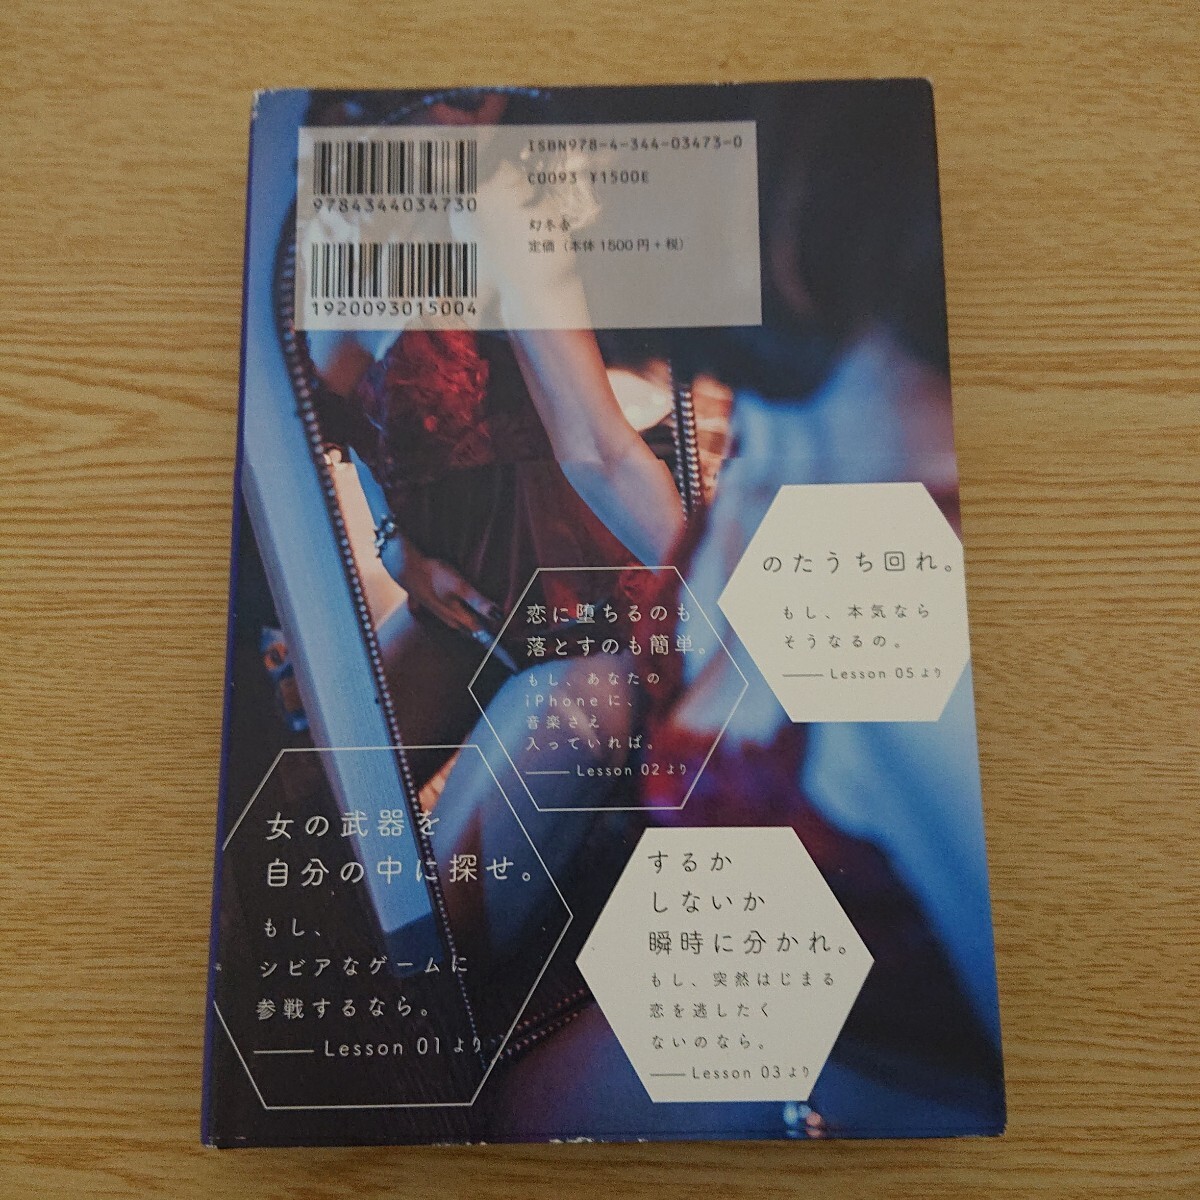 ISBN978-4-344-03473-0
C0093 ¥1500E
9784344034730
幻冬舎
定価（本体1500円+税）
1920093015004
のたうち回れ。
もし、本気なら
そうなるの。
Lesson 05より
恋に堕ちるのも
落とすのも簡単。
もし、あなたの
iPhoneに、
音楽さえ
入っていれば。
Lesson 02より
女の武器を
自分の中に探せ。
もし、
シビアなゲームに
参戦するなら。
Lesson 01より
するか
しないか
瞬時に分かれ。
もし、突然はじまる
恋を逃したく
ないのなら。
Lesson 03より